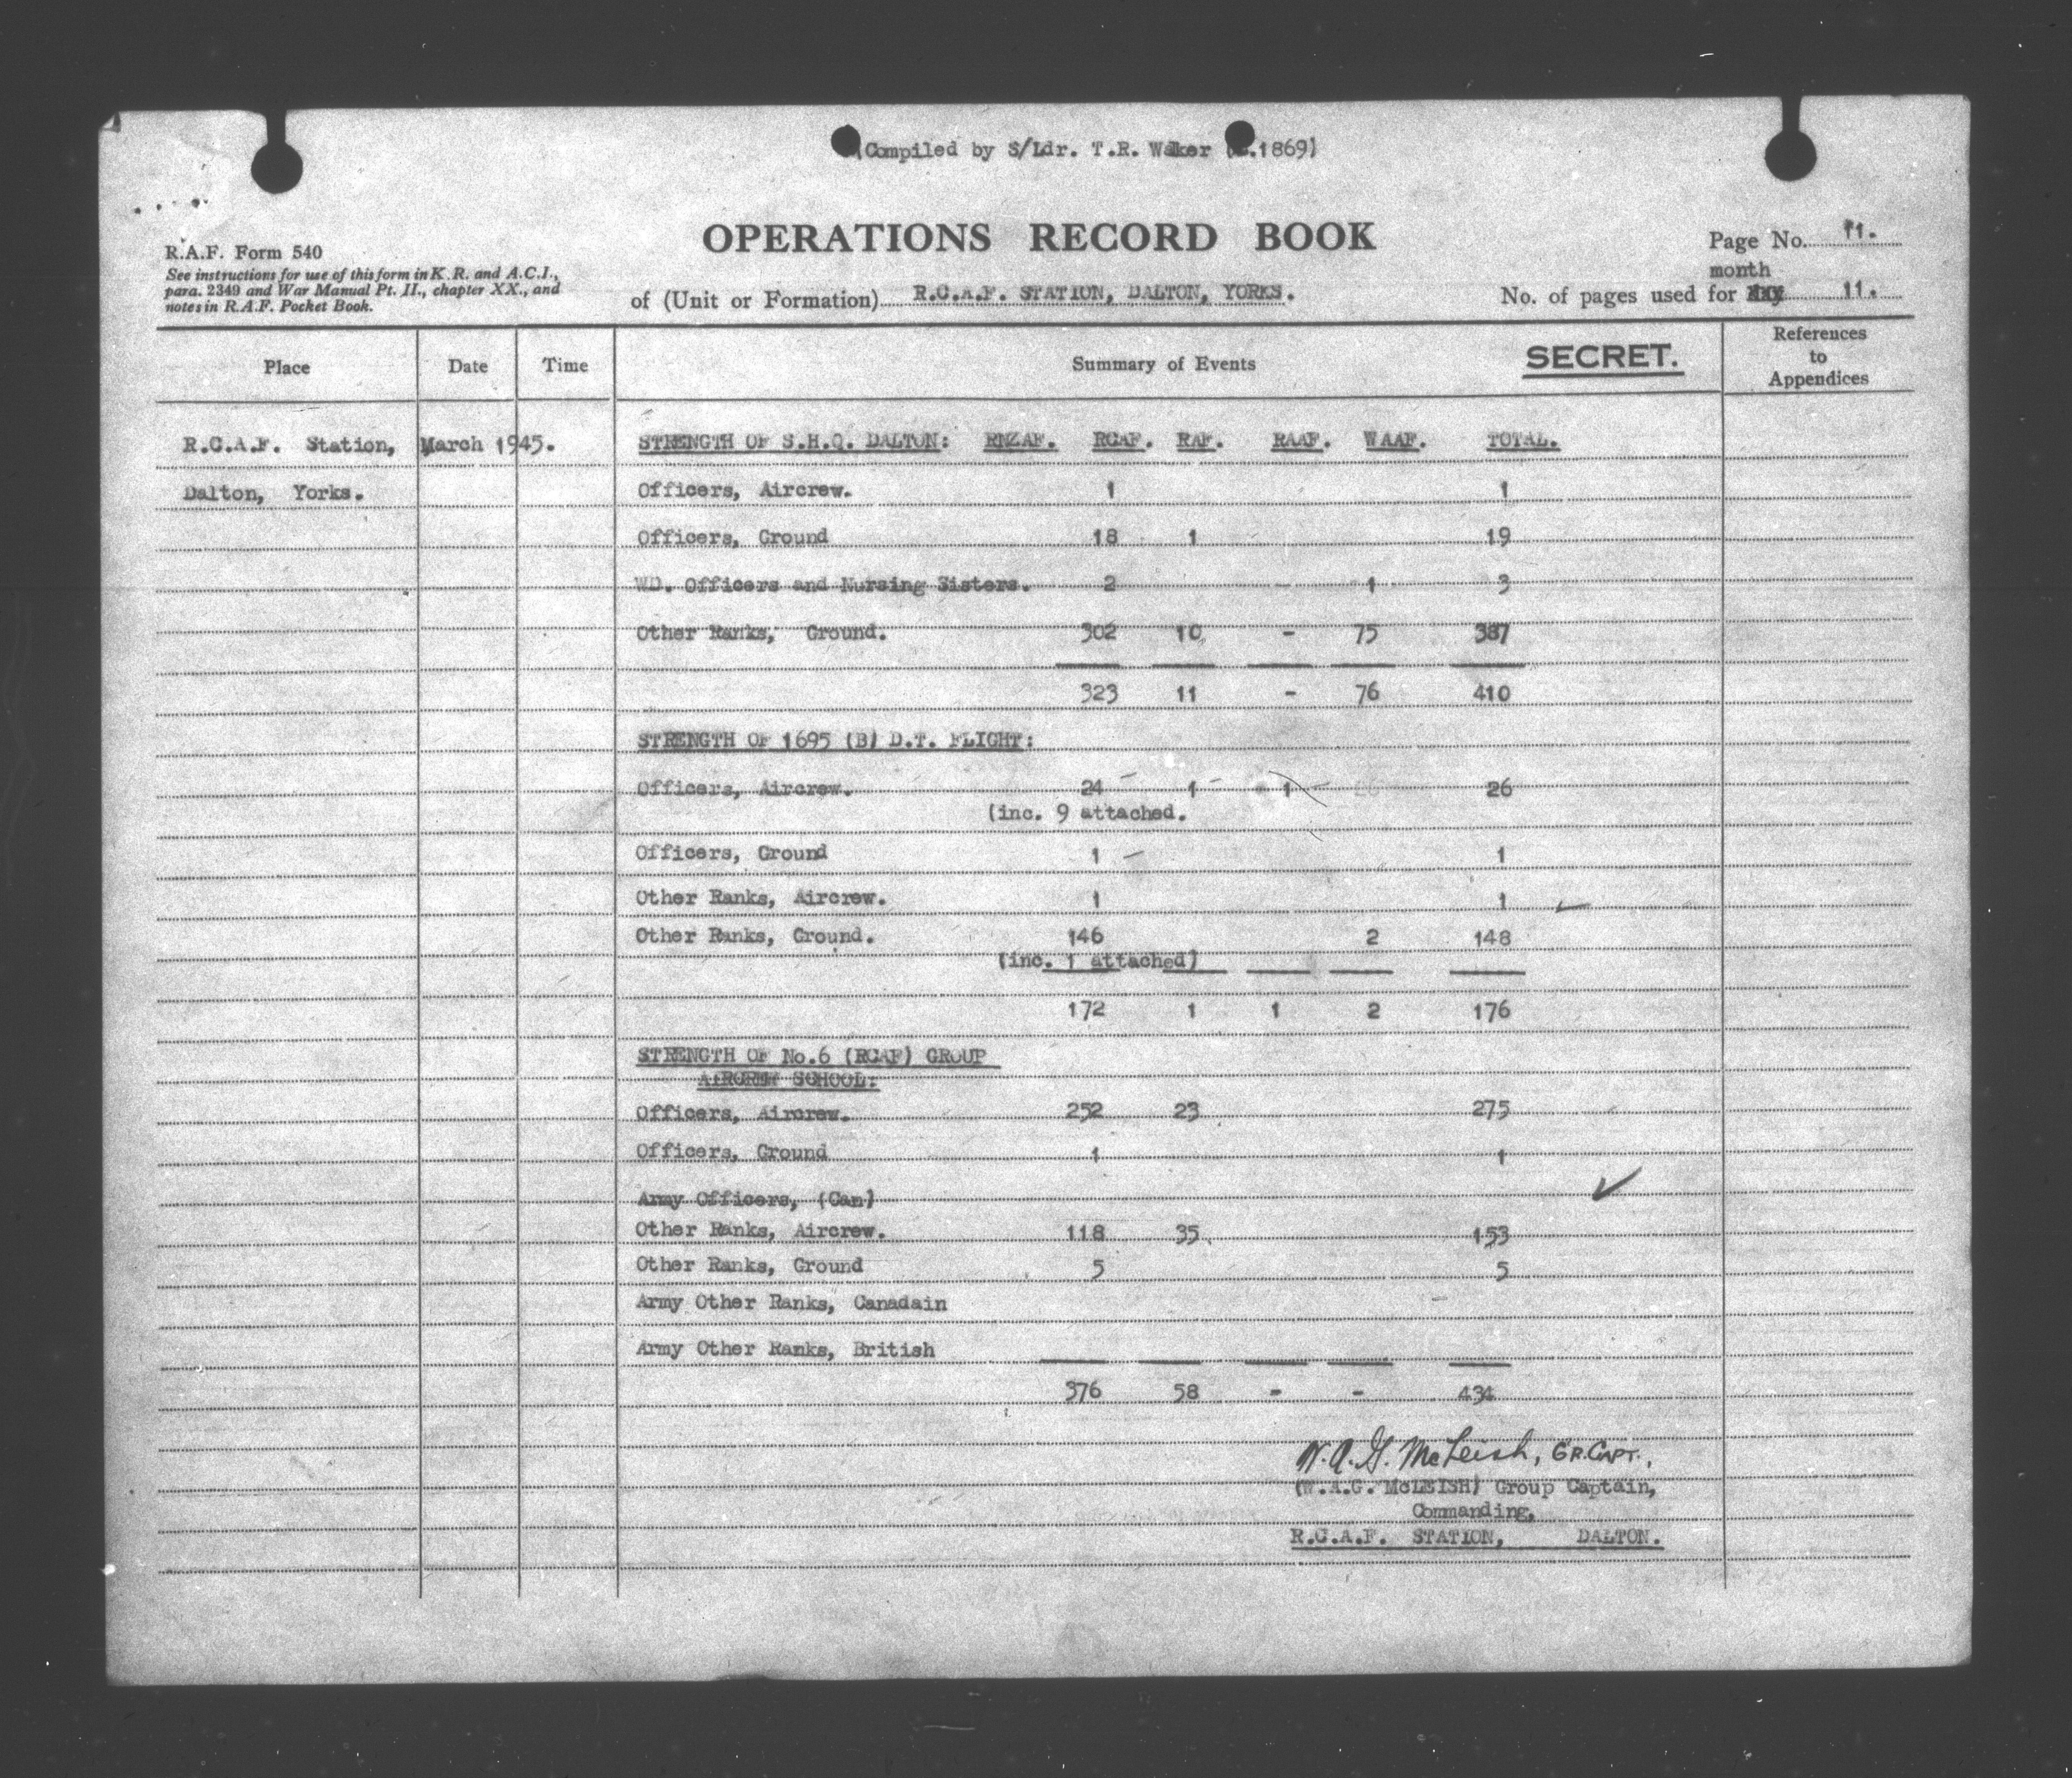 (Compiled by S/Ldr. T.R. Walker (C.1869)
OPERATIONS RECORD BOOK
R.A.F. Form 540
See instructions for use of this form in K.R. and A.C.I.,
para. 2349 and War Manual Pt. II., chapter XX., and
notes in R.A.F. Pocket Book.
of (Unit or Formation) R.C.A.F. STATION, DALTON, YORKS.
Page No. 11.
month
No. of pages used for day 11.
Place Date Time Summary of Events SECRET. References to Appendices
R.C.A.F. Station, March 1945. STRENGTH OF S.H.Q. DALTON: RNZAF. RCAF. RAF. RAAF. WAAF. TOTAL.
Dalton, Yorks. Officers, Aircrew. 1 1
Officers, Ground 18 1 19
WD. Officers and Nursing Sisters. 2 - 1 3
Other Ranks, Ground. 302 10 - 75 387
323 11 - 76 410
STRENGTH OF 1695 (B) D.T. FLIGHT:
Officers, Aircrew. 24 1 1 26
(inc. 9 attached.
Officers, Ground 1 1
Other Ranks, Aircrew. 1 1
Other Ranks, Ground. 146 2 148
(inc. 1 attached)
172 1 1 2 176
STRENGTH OF No.6 (RCAF) GROUP
AIRCREW SCHOOL:
Officers, Aircrew. 252 23 275
Officers, Ground 1 1
Army Officers, (Can)
Other Ranks, Aircrew. 118 35 153
Other Ranks, Ground 5 5
Army Other Ranks, Canadain
Army Other Ranks, British
376 58 - - 434
W.A.G. McLeish, GR.CAPT.,
(W.A.G. McLEISH) Group Captain,
Commanding,
R.C.A.F. STATION, DALTON.